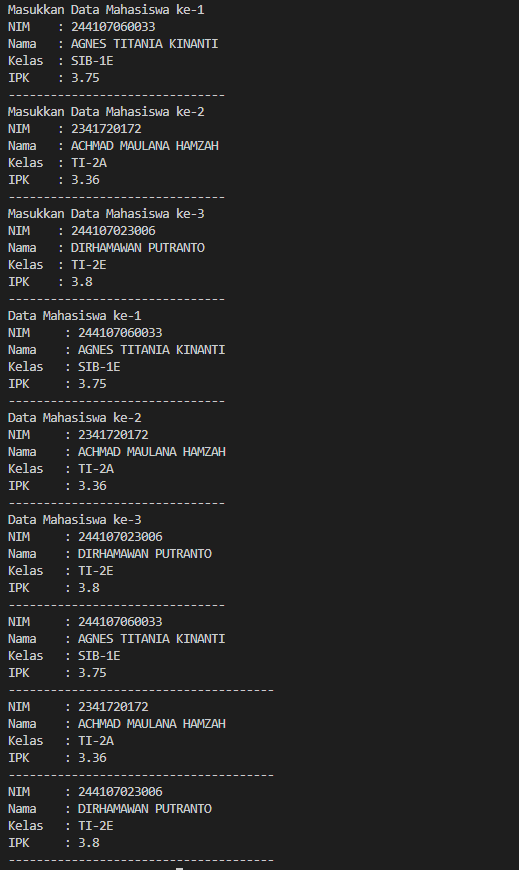 Masukkan Data Mahasiswa ke-1
NIM    : 244107060033
Nama   : AGNES TITANIA KINANTI
Kelas  : SIB-1E
IPK    : 3.75
-------------------------------
Masukkan Data Mahasiswa ke-2
NIM    : 2341720172
Nama   : ACHMAD MAULANA HAMZAH
Kelas  : TI-2A
IPK    : 3.36
-------------------------------
Masukkan Data Mahasiswa ke-3
NIM    : 244107023006
Nama   : DIRHAMAWAN PUTRANTO
Kelas  : TI-2E
IPK    : 3.8
-------------------------------
Data Mahasiswa ke-1
NIM     : 244107060033
Nama    : AGNES TITANIA KINANTI
Kelas   : SIB-1E
IPK     : 3.75
-------------------------------
Data Mahasiswa ke-2
NIM     : 2341720172
Nama    : ACHMAD MAULANA HAMZAH
Kelas   : TI-2A
IPK     : 3.36
-------------------------------
Data Mahasiswa ke-3
NIM     : 244107023006
Nama    : DIRHAMAWAN PUTRANTO
Kelas   : TI-2E
IPK     : 3.8
-------------------------------
NIM     : 244107060033
Nama    : AGNES TITANIA KINANTI
Kelas   : SIB-1E
IPK     : 3.75
--------------------------------------
NIM     : 2341720172
Nama    : ACHMAD MAULANA HAMZAH
Kelas   : TI-2A
IPK     : 3.36
--------------------------------------
NIM     : 244107023006
Nama    : DIRHAMAWAN PUTRANTO
Kelas   : TI-2E
IPK     : 3.8
--------------------------------------